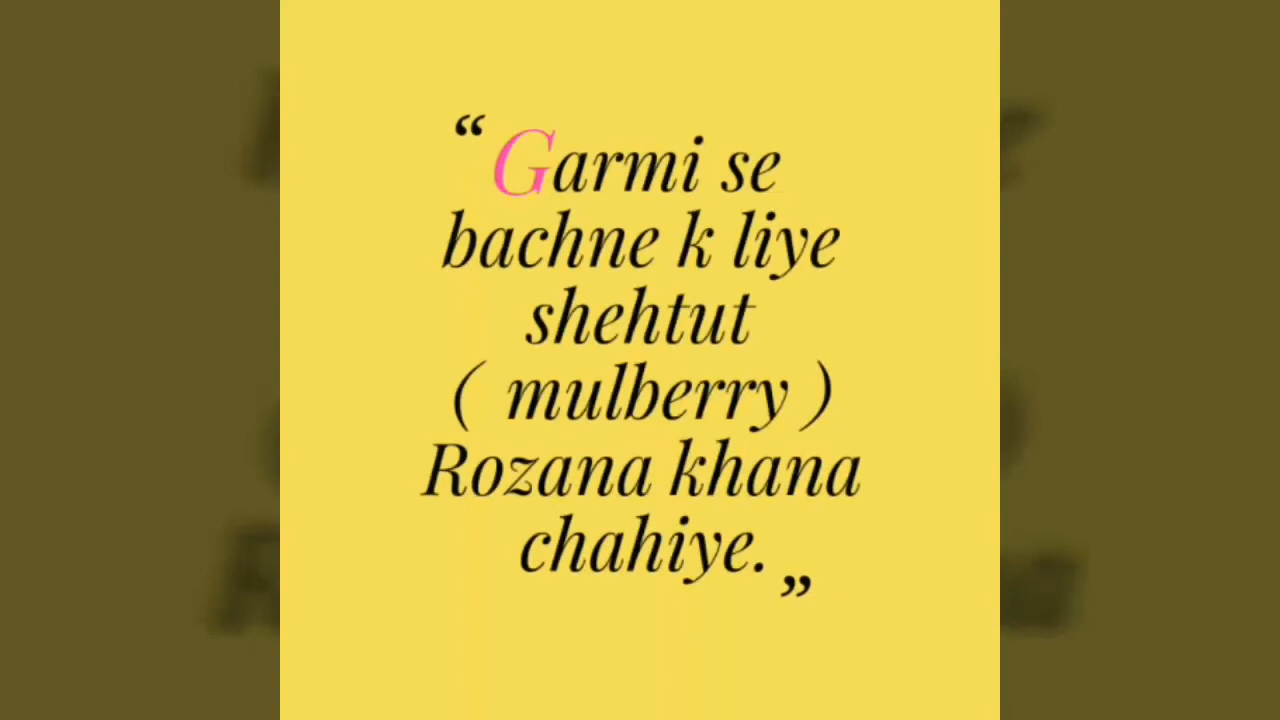 “Garmi se
bachne k liye
shehtut
( mulberry )
Rozana khana
chahiye.”